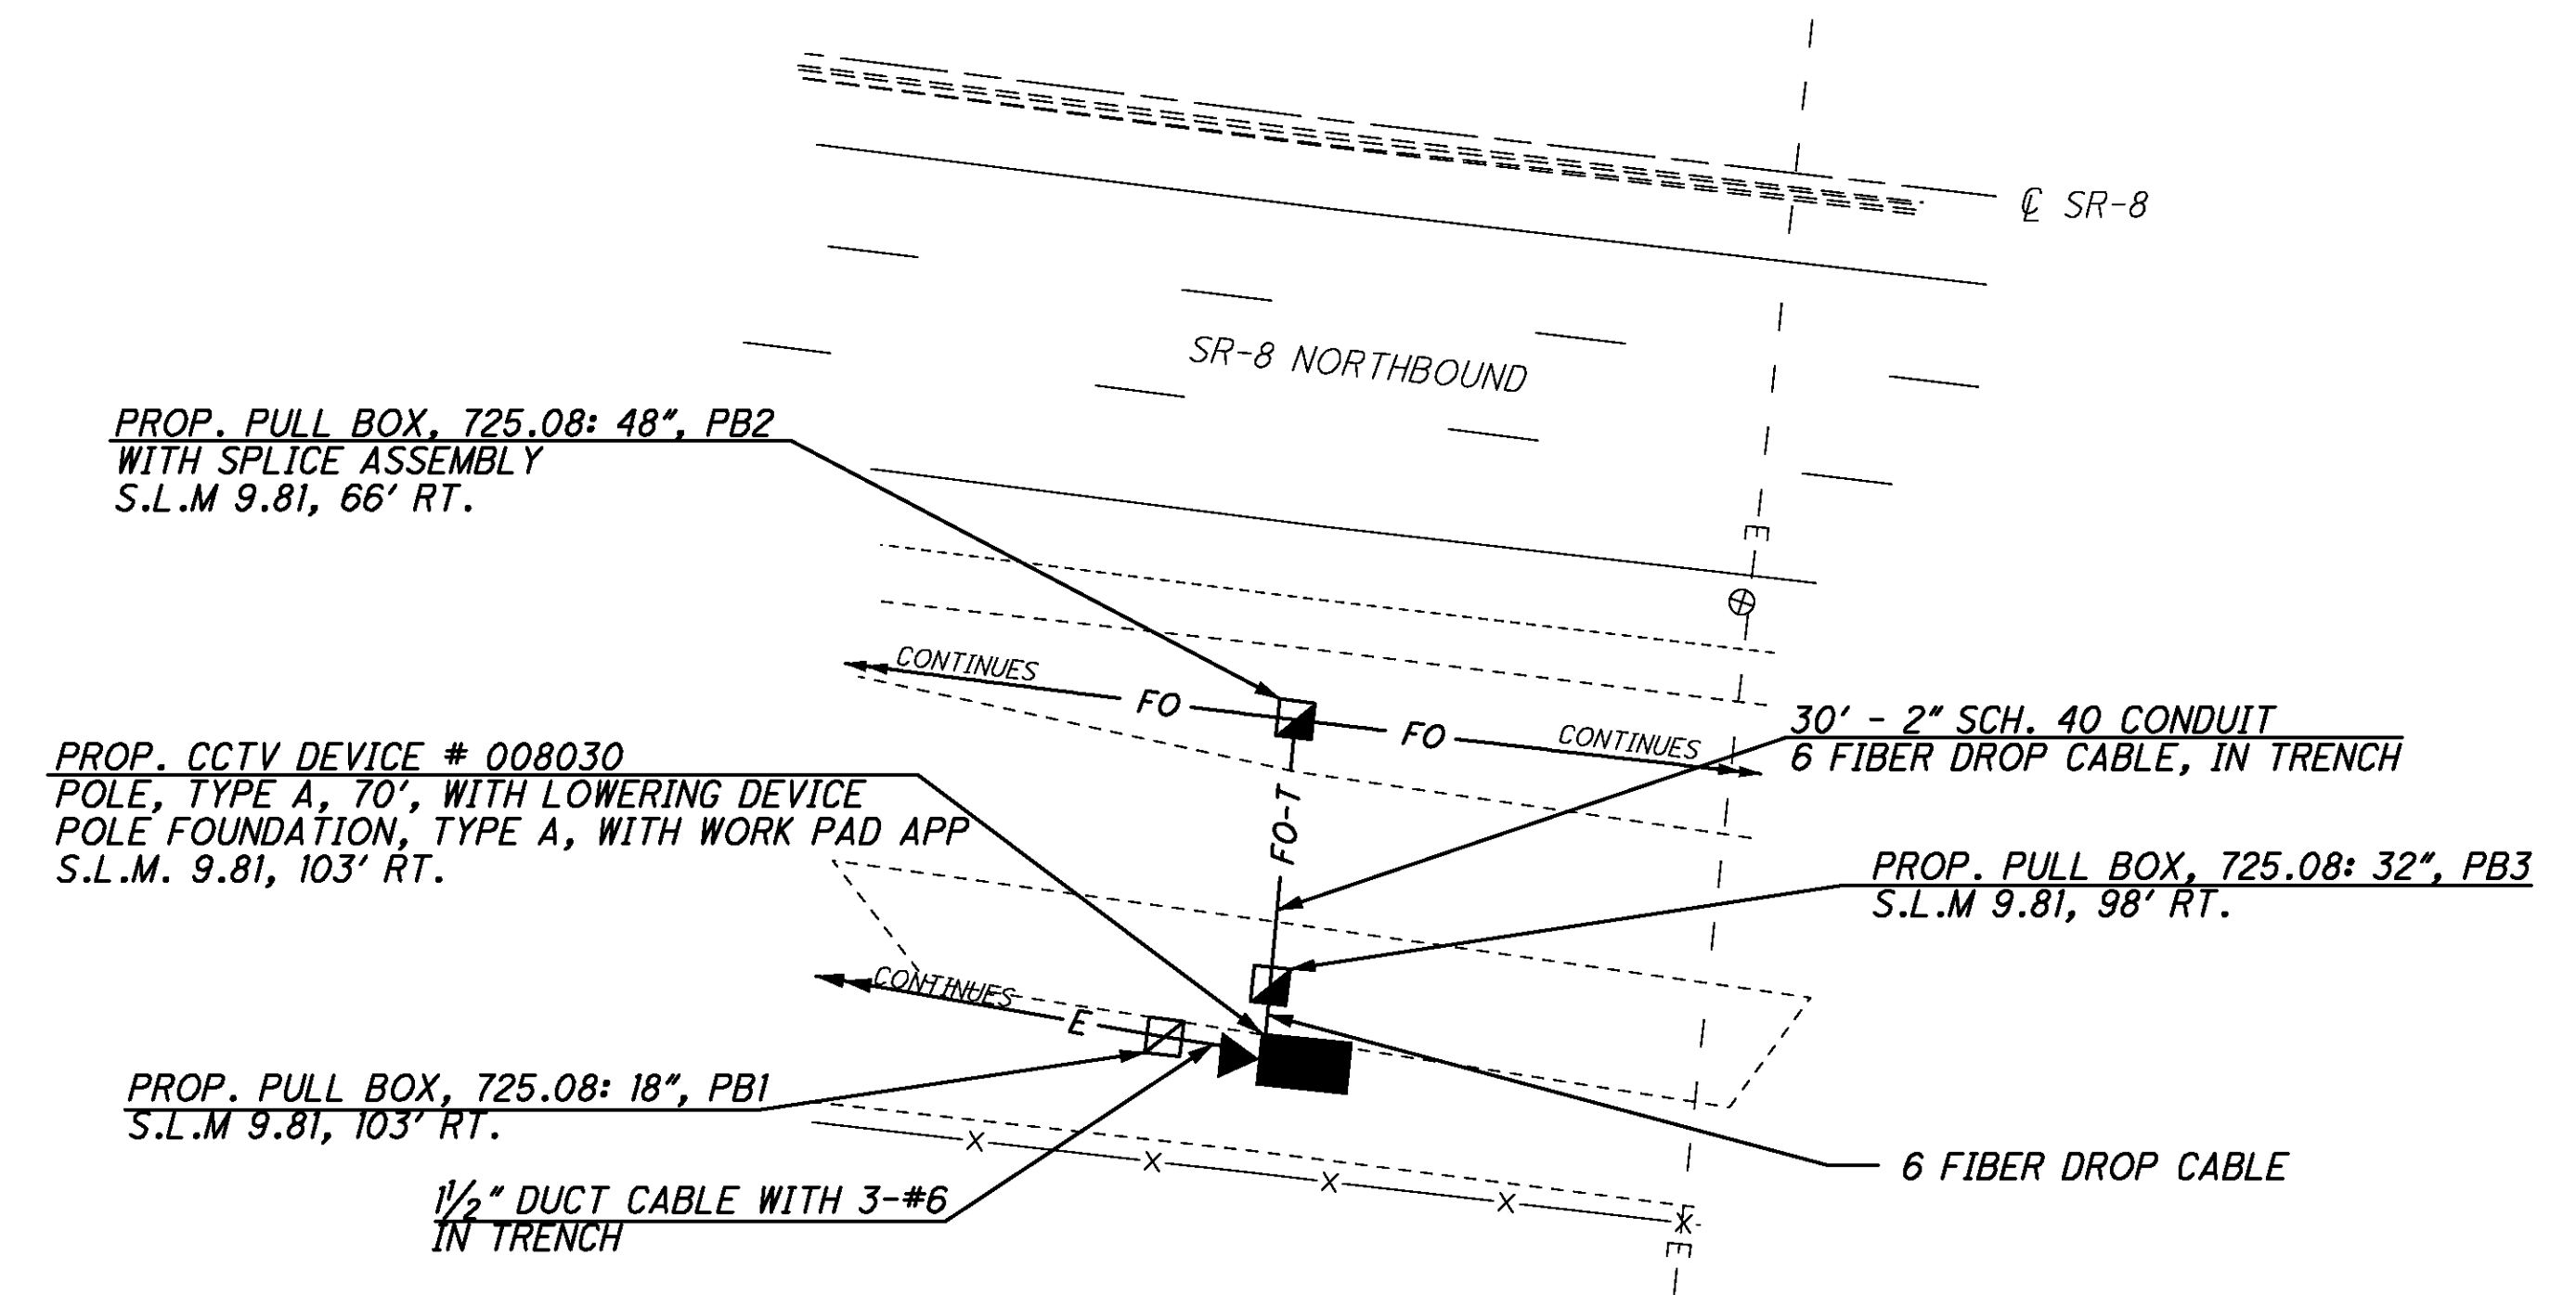 ℄ SR-8
SR-8 NORTHBOUND
PROP. PULL BOX, 725.08: 48", PB2
WITH SPLICE ASSEMBLY
S.L.M 9.81, 66' RT.
E
CONTINUES
FO
FO
CONTINUES
30' - 2" SCH. 40 CONDUIT
6 FIBER DROP CABLE, IN TRENCH
PROP. CCTV DEVICE # 008030
POLE, TYPE A, 70', WITH LOWERING DEVICE
POLE FOUNDATION, TYPE A, WITH WORK PAD APP
S.L.M. 9.81, 103' RT.
FO-T
PROP. PULL BOX, 725.08: 32", PB3
S.L.M 9.81, 98' RT.
CONTINUES
E
PROP. PULL BOX, 725.08: 18", PB1
S.L.M 9.81, 103' RT.
X X X X X
6 FIBER DROP CABLE
1½" DUCT CABLE WITH 3-#6
IN TRENCH
E